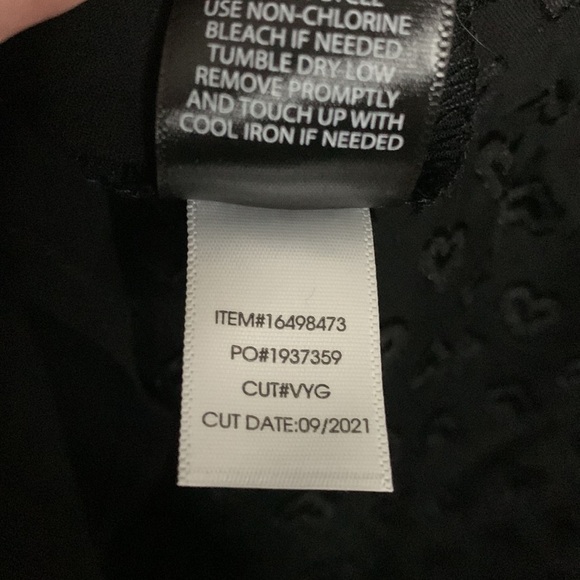 USE NON-CHLORINE
BLEACH IF NEEDED
TUMBLE DRY LOW
REMOVE PROMPTLY
AND TOUCH UP WITH
COOL IRON IF NEEDED
ITEM#16498473
PO#1937359
CUT#VYG
CUT DATE:09/2021